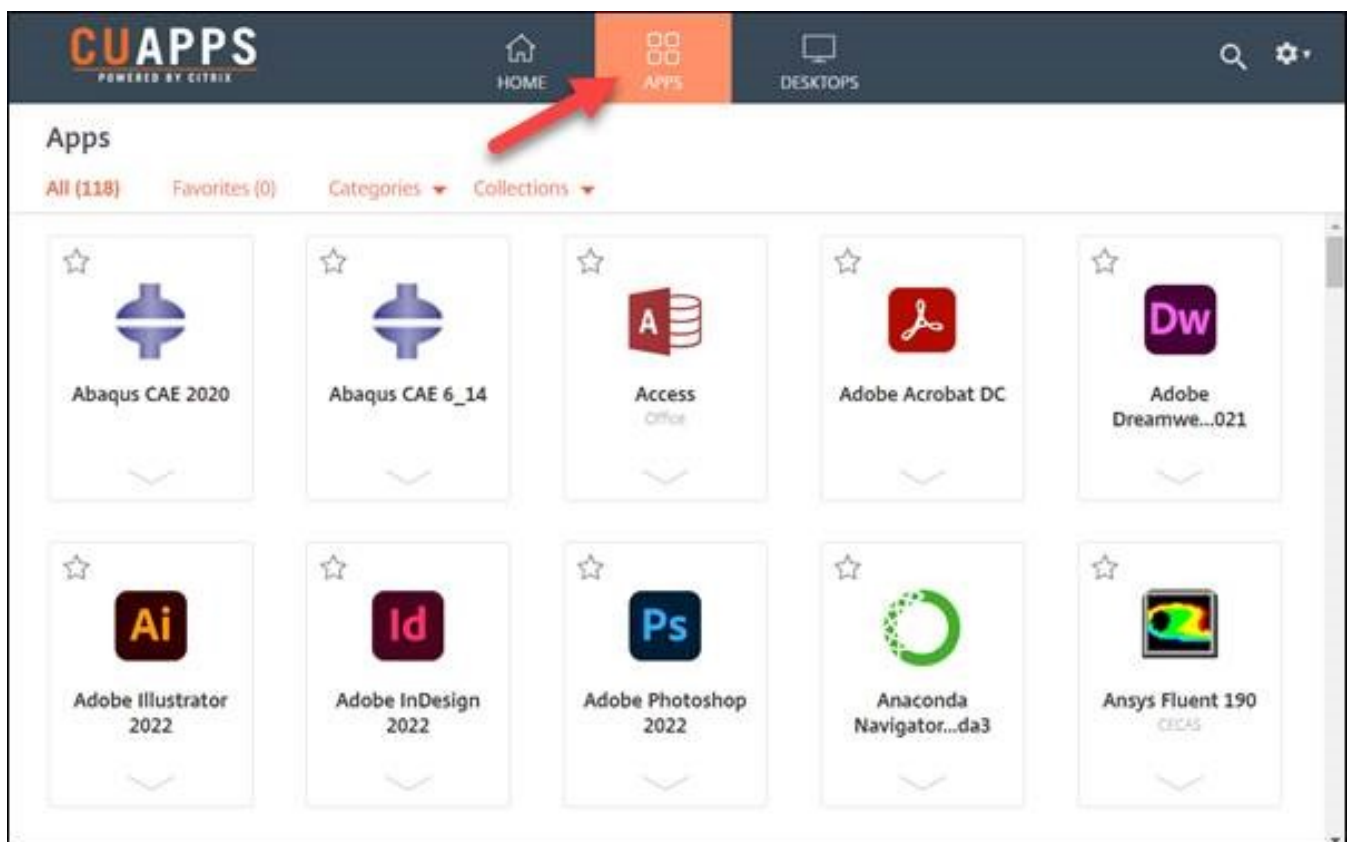 CUAPPS
POWERED BY CITRIX
HOME
APPS
DESKTOPS
Apps
All (118) Favorites (0) Categories Collections
Abaqus CAE 2020
Abaqus CAE 6_14
A
Access
Office
Adobe Acrobat DC
Dw
Adobe
Dreamwe...021
Ai
Adobe Illustrator
2022
Id
Adobe InDesign
2022
Ps
Adobe Photoshop
2022
Anaconda
Navigator...da3
Ansys Fluent 190
CECAS